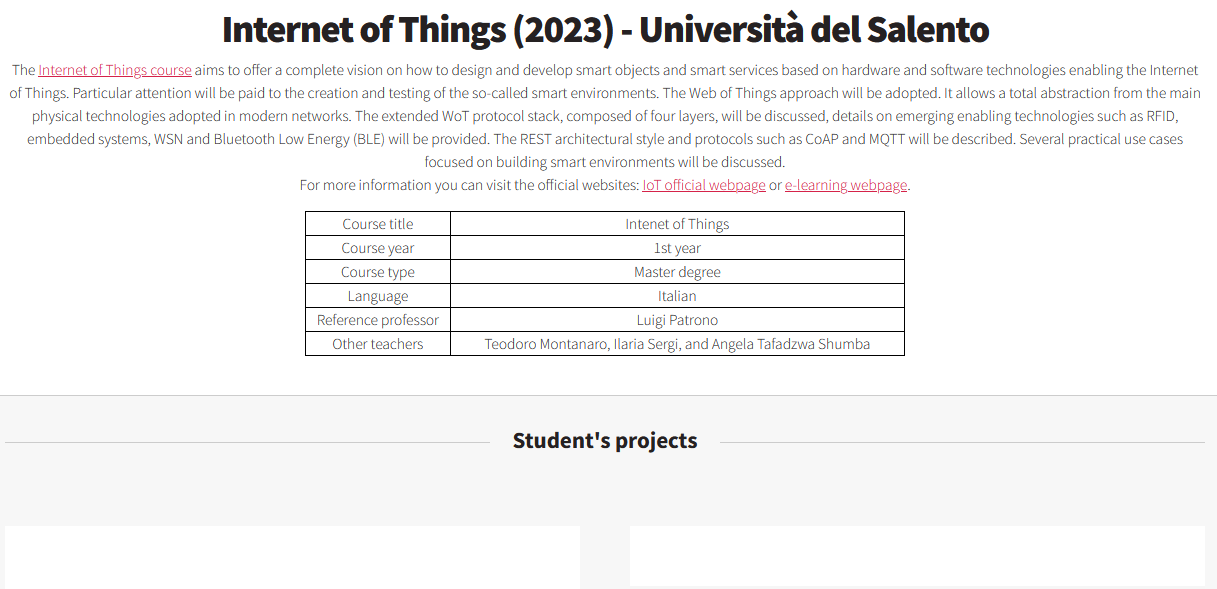 Internet of Things (2023) - Università del Salento
The Internet of Things course aims to offer a complete vision on how to design and develop smart objects and smart services based on hardware and software technologies enabling the Internet
of Things. Particular attention will be paid to the creation and testing of the so-called smart environments. The Web of Things approach will be adopted. It allows a total abstraction from the main
physical technologies adopted in modern networks. The extended WoT protocol stack, composed of four layers, will be discussed, details on emerging enabling technologies such as RFID,
embedded systems, WSN and Bluetooth Low Energy (BLE) will be provided. The REST architectural style and protocols such as CoAP and MQTT will be described. Several practical use cases
focused on building smart environments will be discussed.
For more information you can visit the official websites: IoT official webpage or e-learning webpage.
Course title Intenet of Things
Course year 1st year
Course type Master degree
Language Italian
Reference professor Luigi Patrono
Other teachers Teodoro Montanaro, Ilaria Sergi, and Angela Tafadzwa Shumba
Student's projects